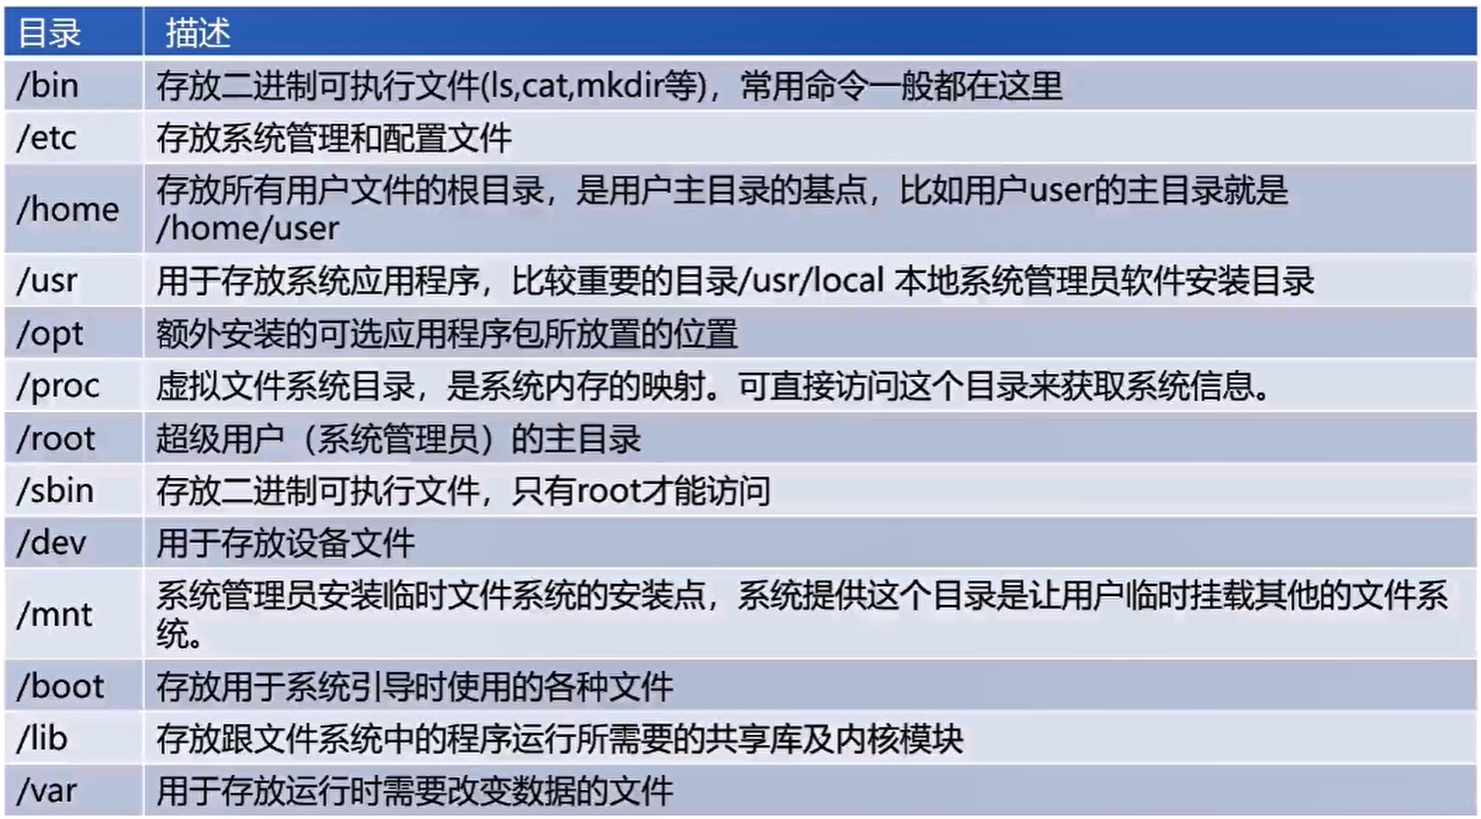 目录 描述
/bin 存放二进制可执行文件(ls,cat,mkdir等)，常用命令一般都在这里
/etc 存放系统管理和配置文件
/home 存放所有用户文件的根目录，是用户主目录的基点，比如用户user的主目录就是
/home/user
/usr 用于存放系统应用程序，比较重要的目录/usr/local 本地系统管理员软件安装目录
/opt 额外安装的可选应用程序包所放置的位置
/proc 虚拟文件系统目录，是系统内存的映射。可直接访问这个目录来获取系统信息。
/root 超级用户（系统管理员）的主目录
/sbin 存放二进制可执行文件，只有root才能访问
/dev 用于存放设备文件
/mnt 系统管理员安装临时文件系统的安装点，系统提供这个目录是让用户临时挂载其他的文件系
统。
/boot 存放用于系统引导时使用的各种文件
/lib 存放跟文件系统中的程序运行所需要的共享库及内核模块
/var 用于存放运行时需要改变数据的文件